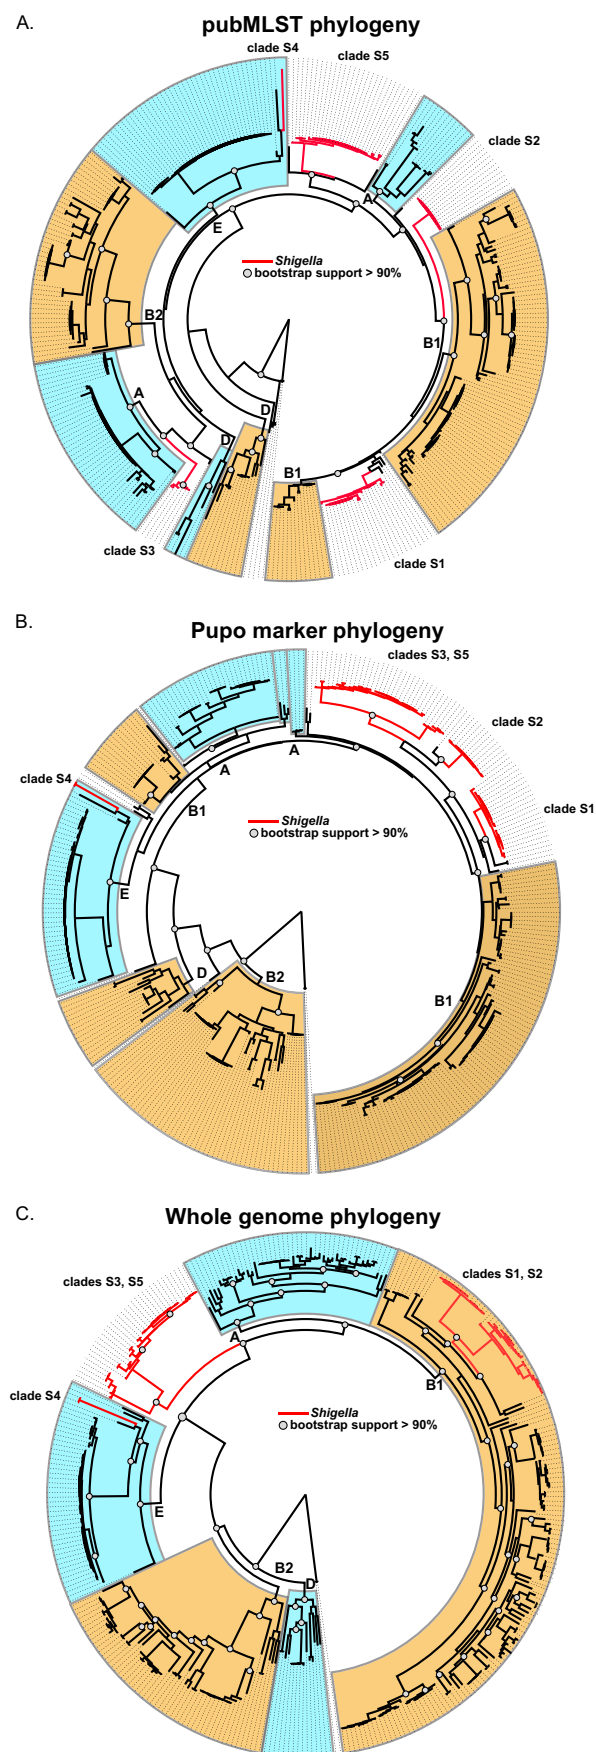 A.
pubMLST phylogeny
clade S4
clade S5
clade S2
A
E
Shigella
bootstrap support > 90%
B2
B1
A
D
D
B1
clade S3
clade S1
B.
Pupo marker phylogeny
clades S3, S5
clade S2
A
A
clade S4
B1
clade S1
Shigella
bootstrap support > 90%
E
D
B2
B1
C.
Whole genome phylogeny
clades S3, S5
clades S1, S2
A
B1
clade S4
Shigella
bootstrap support > 90%
E
B2
D